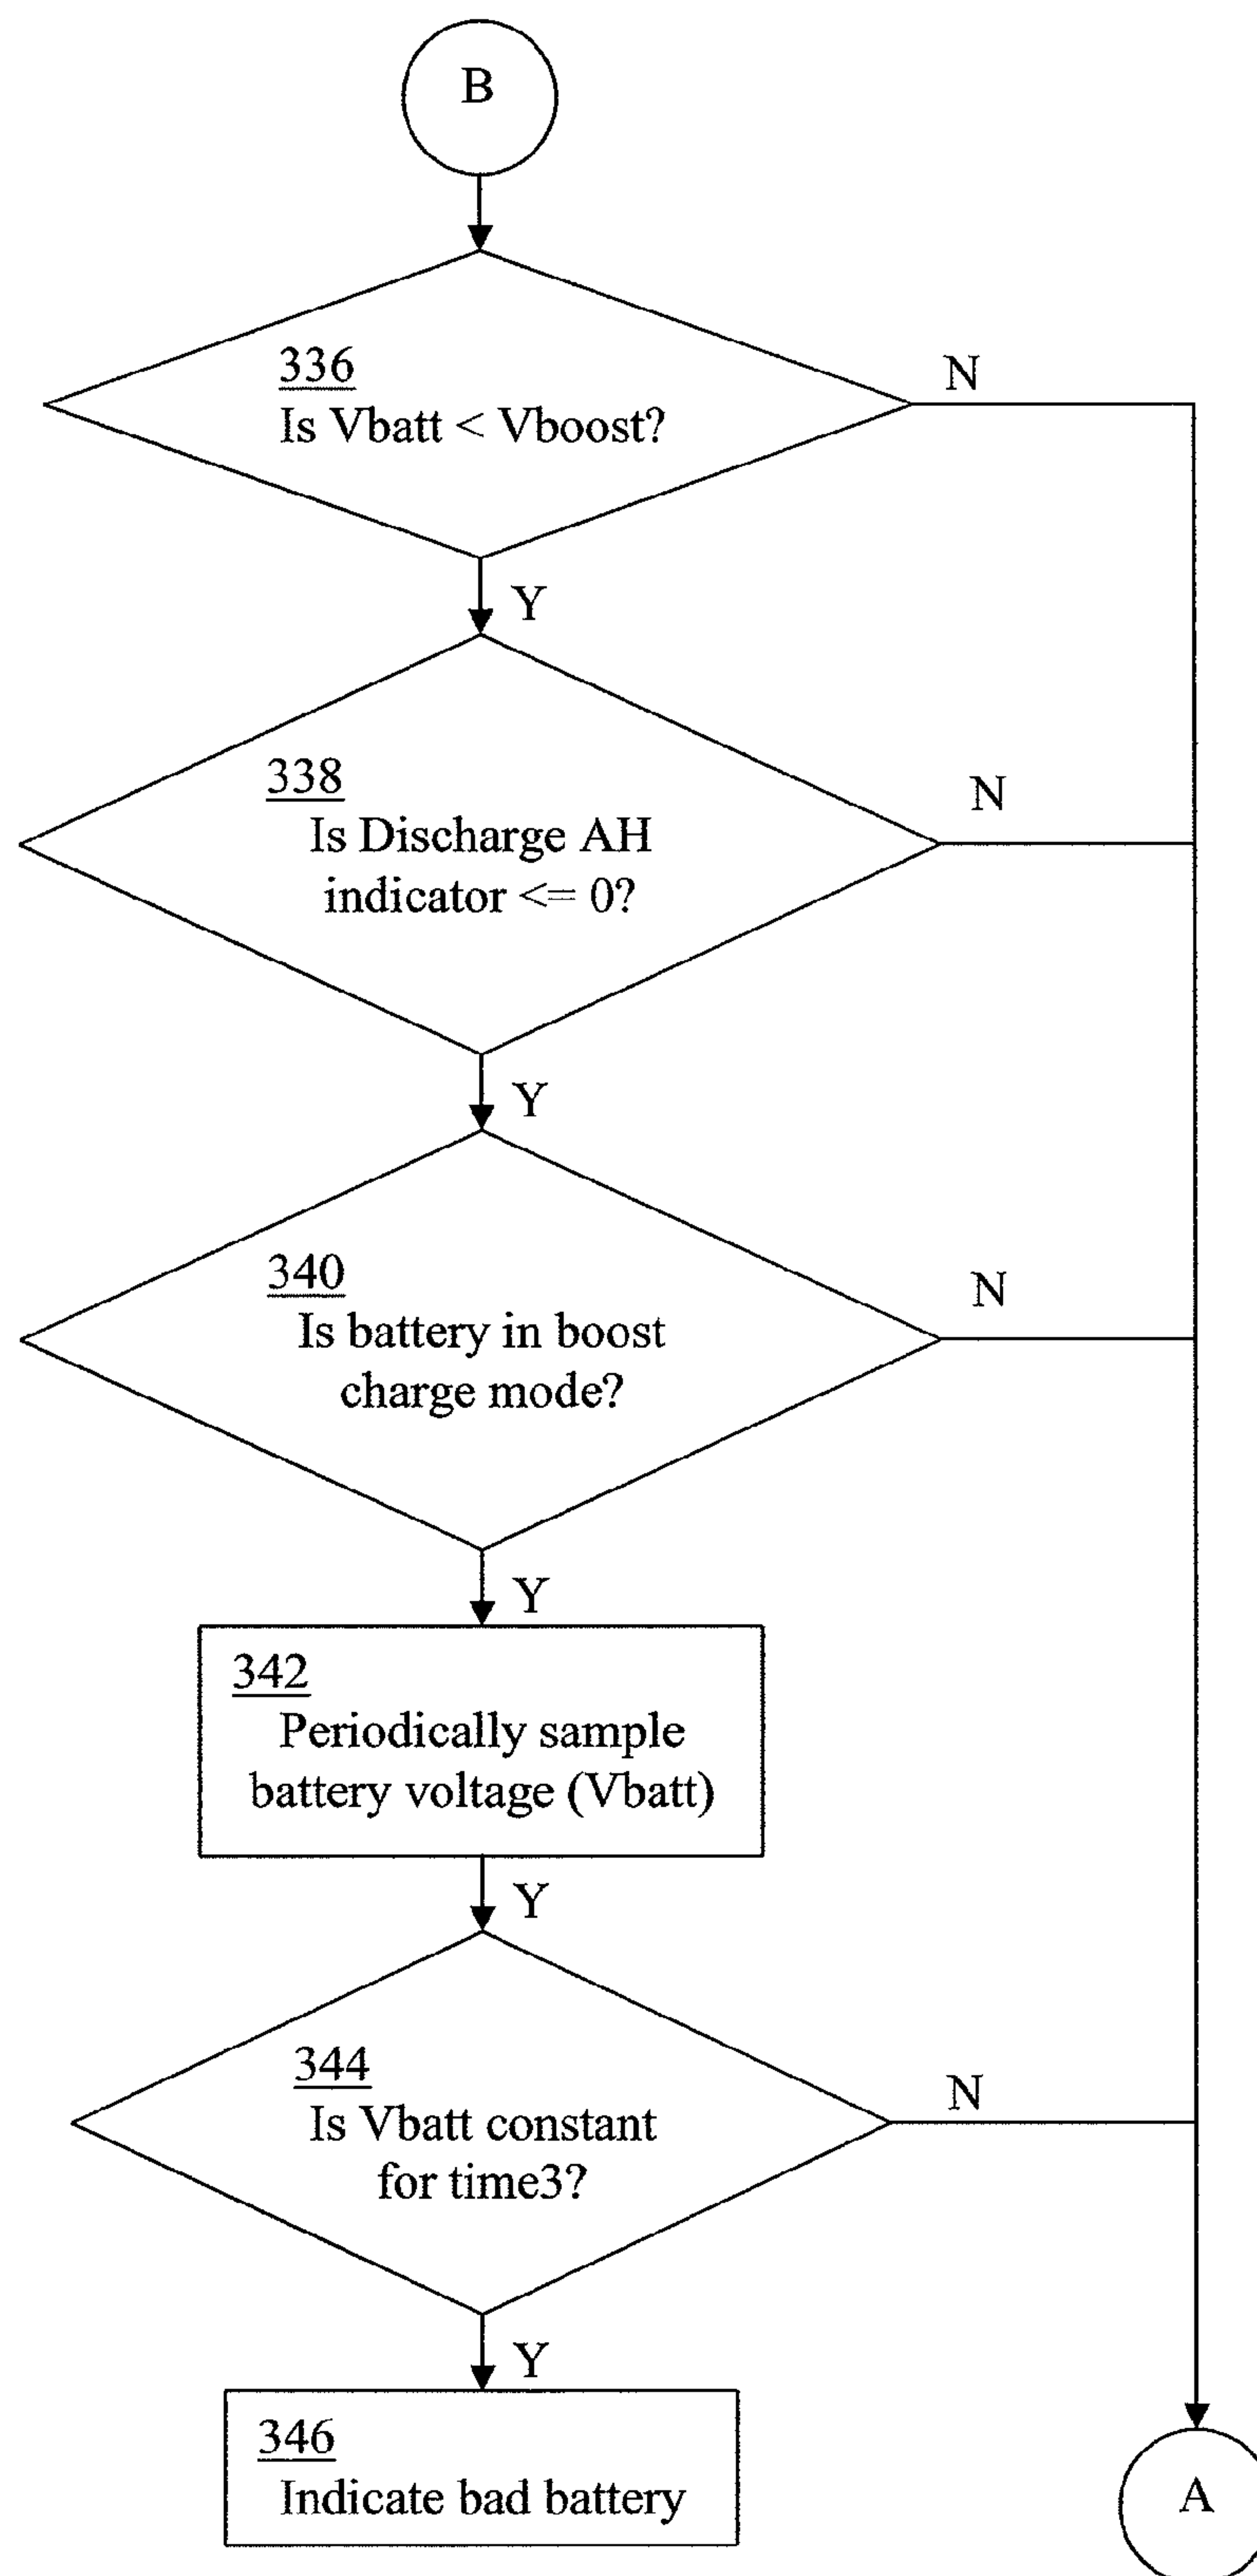 B
336
Is Vbatt < Vboost?
N
Y
338
Is Discharge AH
indicator <= 0?
N
Y
340
Is battery in boost
charge mode?
N
Y
342
Periodically sample
battery voltage (Vbatt)
Y
344
Is Vbatt constant
for time3?
N
Y
346
Indicate bad battery
A